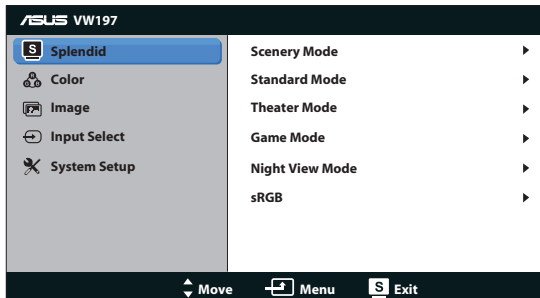 ASUS VW197
S Splendid
Color
Image
Input Select
System Setup
Scenery Mode
Standard Mode
Theater Mode
Game Mode
Night View Mode
sRGB
Move Menu S Exit